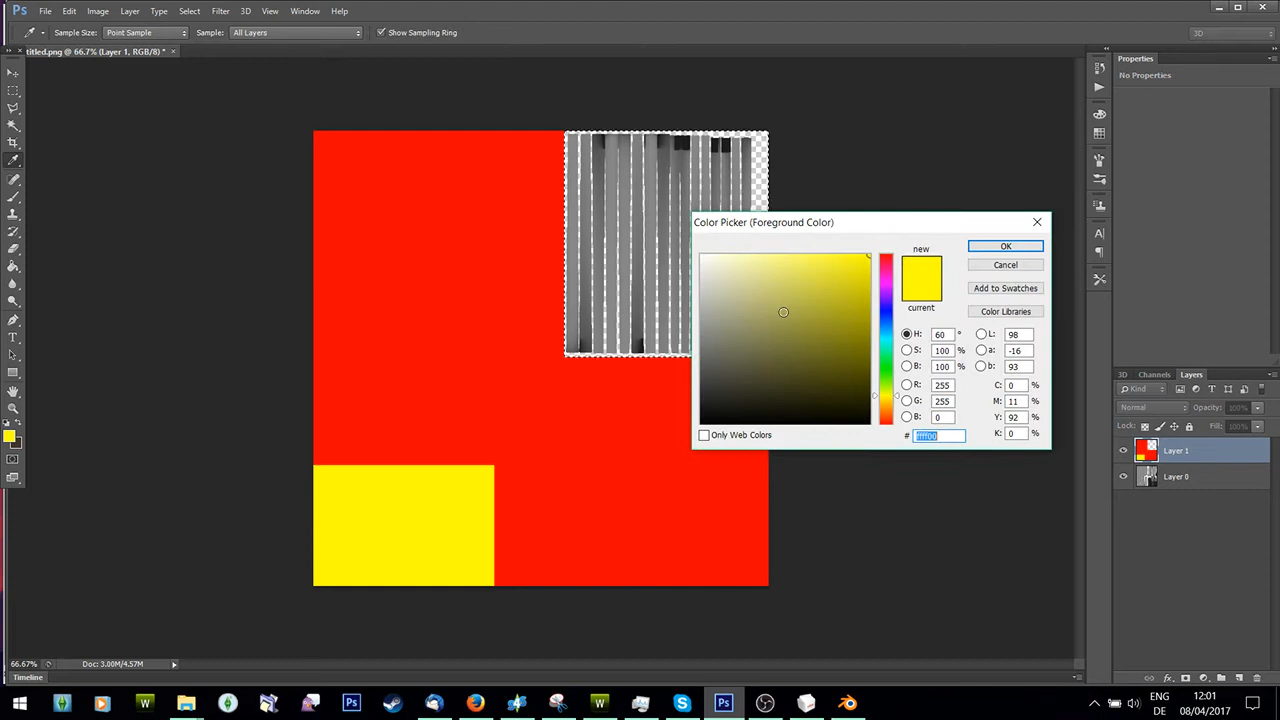 Ps File Edit Image Layer Type Select Filter 3D View Window Help
Sample Size: Point Sample Sample: All Layers Show Sampling Ring 3D
titled.png @ 66.7% (Layer 1, RGB/8) * ×
Properties
No Properties
Color Picker (Foreground Color)
new
OK
Cancel
Add to Swatches
current
Color Libraries
H: 60 ° L: 98
S: 100 % a: -16
B: 100 % b: 93
R: 255 C: 0 %
G: 255 M: 11 %
B: 0 Y: 92 %
Only Web Colors # ffff00 K: 0 %
3D Channels Layers
Kind
Normal Opacity: 100%
Lock: Fill: 100%
Layer 1
Layer 0
66.67% Doc: 3.00M/4.57M
Timeline
ENG 12:01
DE 08/04/2017